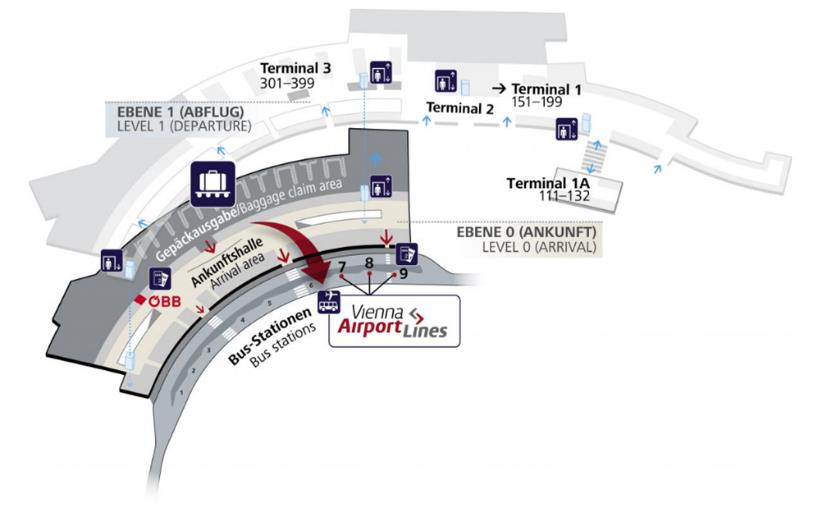 Terminal 3
301–399
Terminal 1
151–199
Terminal 2
EBENE 1 (ABFLUG)
LEVEL 1 (DEPARTURE)
Terminal 1A
111–132
Gepäckausgabe/Baggage claim area
EBENE 0 (ANKUNFT)
LEVEL 0 (ARRIVAL)
Ankunftshalle
Arrival area
ÖBB
7 8 9
Vienna
Airport Lines
Bus-Stationen
Bus stations
1
2
3
4
5
6